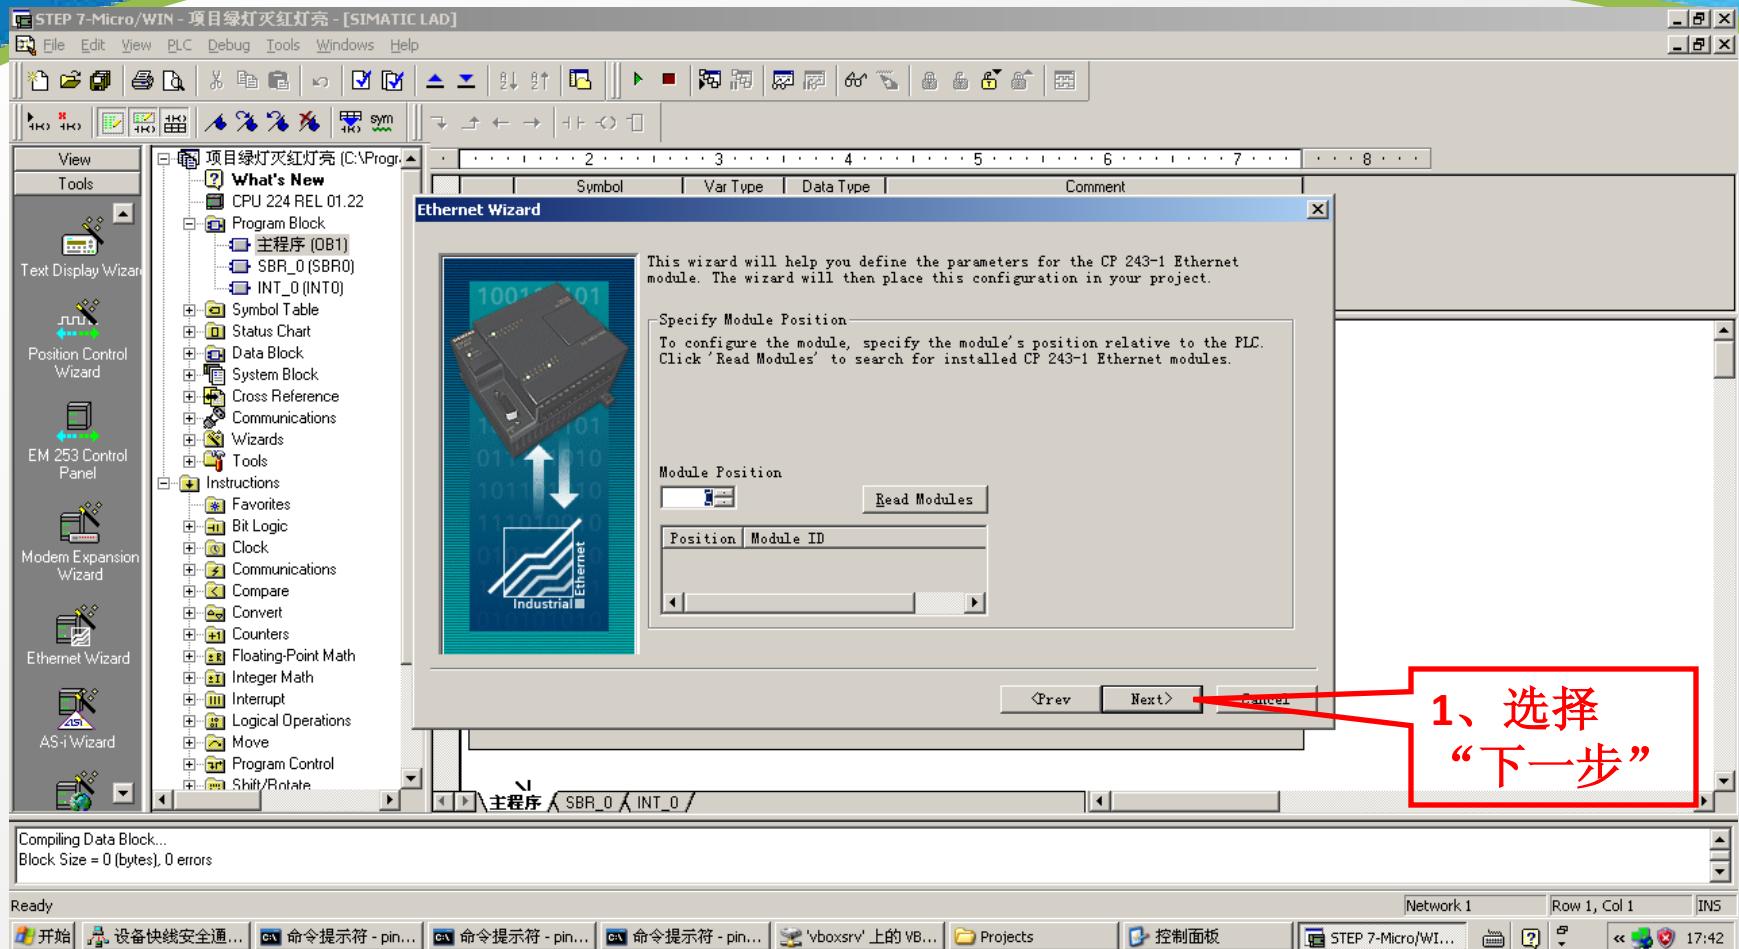 STEP 7-Micro/WIN - 项目绿灯灭红灯亮 - [SIMATIC LAD]
File Edit View PLC Debug Tools Windows Help
View
Tools
Text Display Wizar
Position Control
Wizard
EM 253 Control
Panel
Modem Expansion
Wizard
Ethernet Wizard
AS-i Wizard
项目绿灯灭红灯亮 (C:\Progr
What's New
CPU 224 REL 01.22
Program Block
主程序 (OB1)
SBR_0 (SBR0)
INT_0 (INT0)
Symbol Table
Status Chart
Data Block
System Block
Cross Reference
Communications
Wizards
Tools
Instructions
Favorites
Bit Logic
Clock
Communications
Compare
Convert
Counters
Floating-Point Math
Integer Math
Interrupt
Logical Operations
Move
Program Control
Shift/Rotate
2 3 4 5 6 7 8
Symbol Var Type Data Type Comment
Ethernet Wizard
This wizard will help you define the parameters for the CP 243-1 Ethernet
module. The wizard will then place this configuration in your project.
Specify Module Position
To configure the module, specify the module's position relative to the PLC.
Click 'Read Modules' to search for installed CP 243-1 Ethernet modules.
Module Position
Read Modules
Position Module ID
Industrial Ethernet
<Prev Next> Cancel
1、选择
“下一步”
主程序 SBR_0 INT_0
Compiling Data Block...
Block Size = 0 (bytes), 0 errors
Ready Network 1 Row 1, Col 1 INS
开始 设备快线安全通... 命令提示符 - pin... 命令提示符 - pin... 命令提示符 - pin... 'vboxsrv' 上的 VB... Projects 控制面板 STEP 7-Micro/WI... 17:42